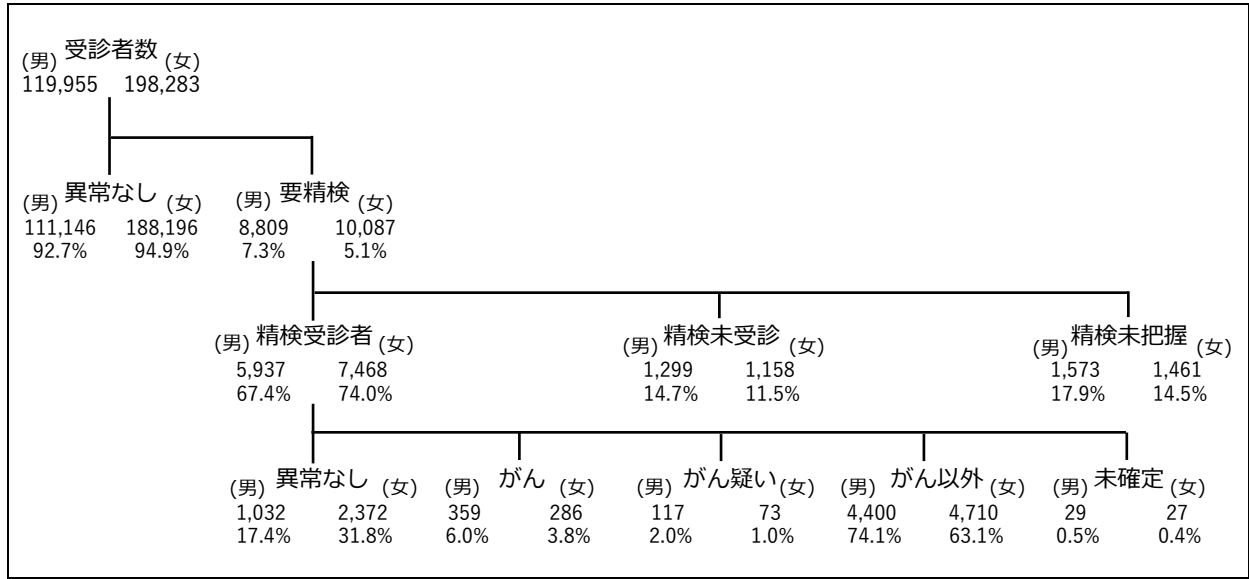 (男) 受診者数 (女)
119,955 198,283
(男) 異常なし (女) (男) 要精検 (女)
111,146 188,196 8,809 10,087
92.7% 94.9% 7.3% 5.1%
(男) 精検受診者 (女) (男) 精検未受診 (女) (男) 精検未把握 (女)
5,937 7,468 1,299 1,158 1,573 1,461
67.4% 74.0% 14.7% 11.5% 17.9% 14.5%
(男) 異常なし (女) (男) がん (女) (男) がん疑い (女) (男) がん以外 (女) (男) 未確定 (女)
1,032 2,372 359 286 117 73 4,400 4,710 29 27
17.4% 31.8% 6.0% 3.8% 2.0% 1.0% 74.1% 63.1% 0.5% 0.4%